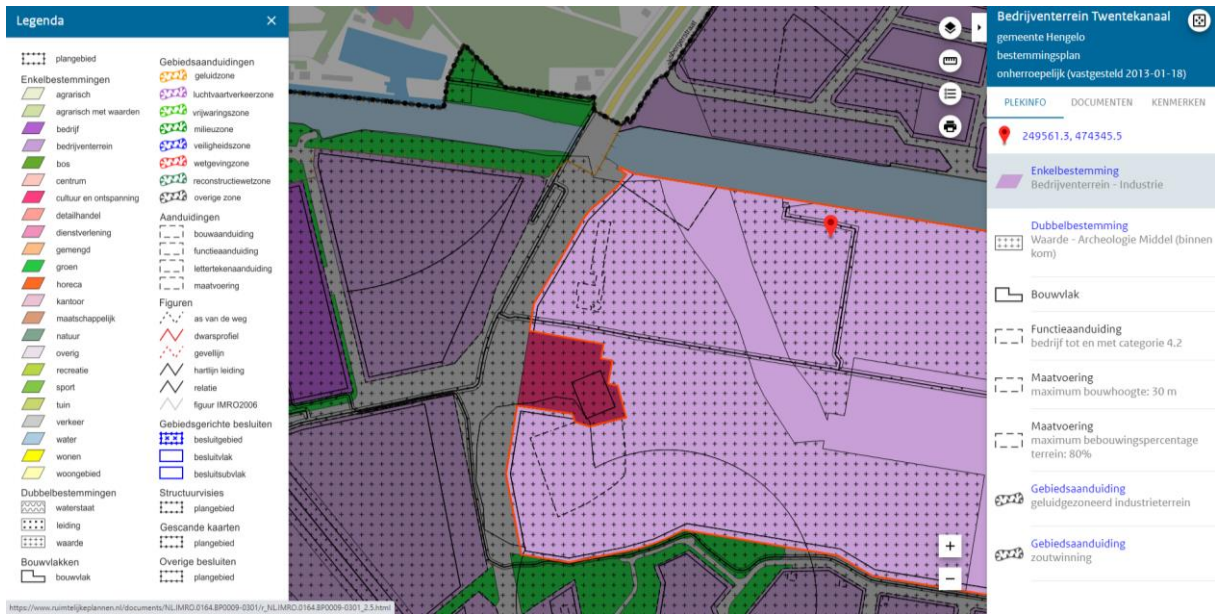 Legenda
plangebied
Enkelbestemmingen
agrarisch
agrarisch met waarden
bedrijf
bedrijventerrein
bos
centrum
cultuur en ontspanning
detailhandel
dienstverlening
gemengd
groen
horeca
kantoor
maatschappelijk
natuur
overig
recreatie
sport
tuin
verkeer
water
wonen
woongebied
Dubbelbestemmingen
waterstaat
leiding
waarde
Bouwvlakken
bouwvlak
Gebiedsaanduidingen
geluidzone
luchtvaartverkeerzone
vrijwaringszone
milieuzone
veiligheidszone
wetgevingzone
reconstructiewetzone
overige zone
Aanduidingen
bouwaanduiding
functieaanduiding
lettertekenaanduiding
maatvoering
Figuren
as van de weg
dwarsprofiel
gevellijn
hartlijn leiding
relatie
figuur IMRO2006
Gebiedsgerichte besluiten
besluitgebied
besluitvlak
besluitsubvlak
Structuurvisies
plangebied
Gescande kaarten
plangebied
Overige besluiten
plangebied
https://www.ruimtelijkeplannen.nl/documents/NL.IMRO.0164.BP0009-0301/r_NL.IMRO.0164.BP0009-0301_2.5.html
Bedrijventerrein Twentekanaal
gemeente Hengelo
bestemmingsplan
onherroepelijk (vastgesteld 2013-01-18)
PLEKINFO DOCUMENTEN KENMERKEN
249561.3, 474345.5
Enkelbestemming
Bedrijventerrein - Industrie
Dubbelbestemming
Waarde - Archeologie Middel (binnen
kom)
Bouwvlak
Functieaanduiding
bedrijf tot en met categorie 4.2
Maatvoering
maximum bouwhoogte: 30 m
Maatvoering
maximum bebouwingspercentage
terrein: 80%
Gebiedsaanduiding
geluidgezoneerd industrieterrein
Gebiedsaanduiding
zoutwinning